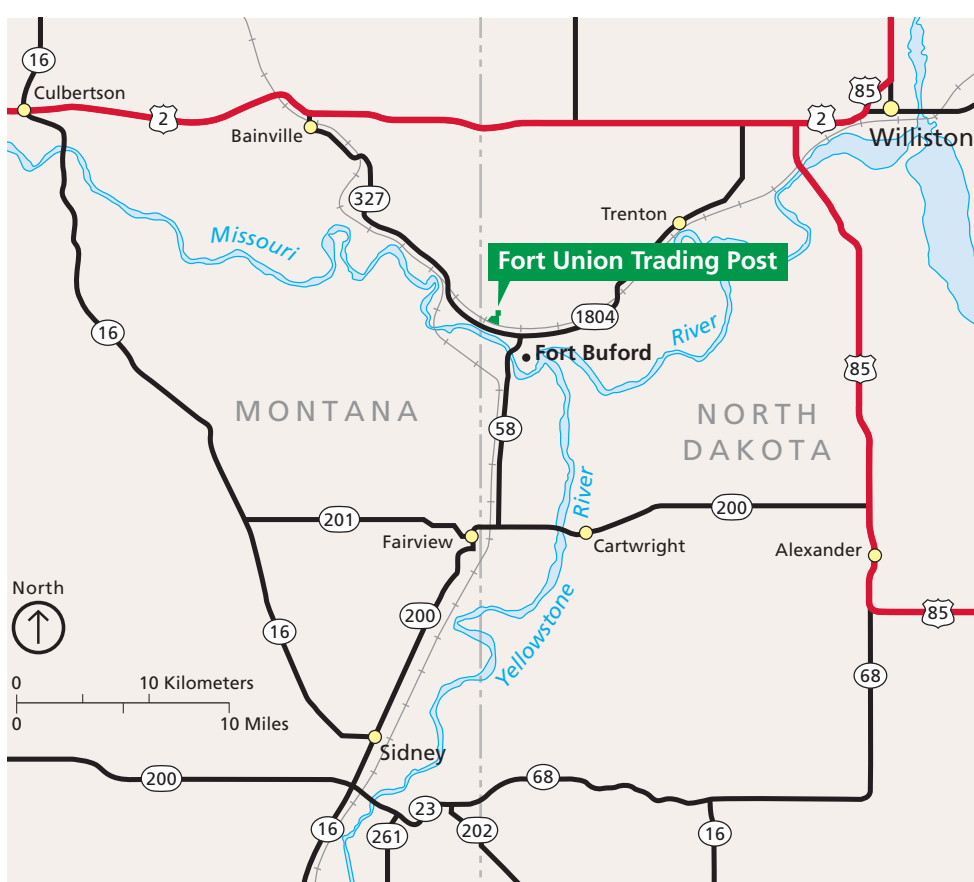 16
Culbertson
2
Bainville
85
2
Williston
327
Trenton
Missouri
Fort Union Trading Post
1804
River
16
Fort Buford
85
MONTANA
NORTH
DAKOTA
58
River
201
200
Fairview
Cartwright
Alexander
North
200
85
16
Yellowstone
68
0
10 Kilometers
0
10 Miles
Sidney
200
68
23
16
261
202
16